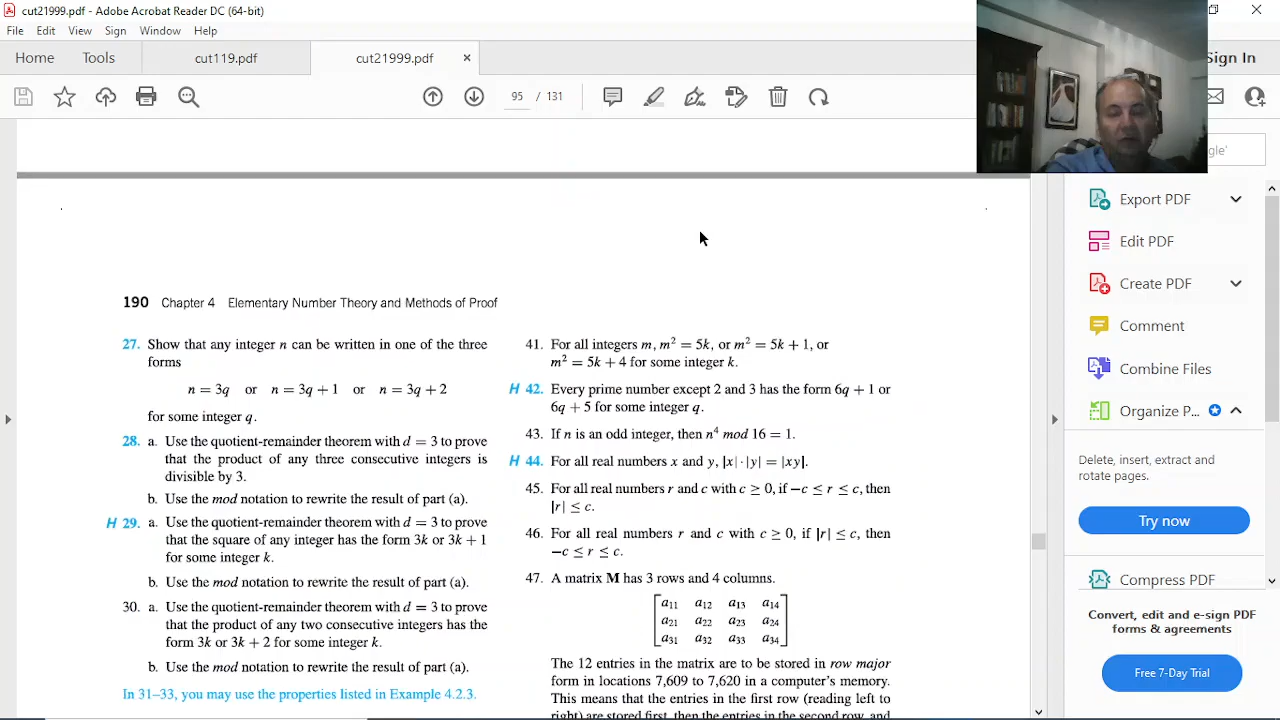 cut21999.pdf - Adobe Acrobat Reader DC (64-bit)
File Edit View Sign Window Help
Home Tools cut119.pdf cut21999.pdf × Sign In
95 / 131
190 Chapter 4 Elementary Number Theory and Methods of Proof
27. Show that any integer n can be written in one of the three
forms
n = 3q or n = 3q + 1 or n = 3q + 2
for some integer q.
28. a. Use the quotient-remainder theorem with d = 3 to prove
that the product of any three consecutive integers is
divisible by 3.
b. Use the mod notation to rewrite the result of part (a).
H 29. a. Use the quotient-remainder theorem with d = 3 to prove
that the square of any integer has the form 3k or 3k + 1
for some integer k.
b. Use the mod notation to rewrite the result of part (a).
30. a. Use the quotient-remainder theorem with d = 3 to prove
that the product of any two consecutive integers has the
form 3k or 3k + 2 for some integer k.
b. Use the mod notation to rewrite the result of part (a).
In 31–33, you may use the properties listed in Example 4.2.3.
41. For all integers m, m² = 5k, or m² = 5k + 1, or
m² = 5k + 4 for some integer k.
H 42. Every prime number except 2 and 3 has the form 6q + 1 or
6q + 5 for some integer q.
43. If n is an odd integer, then n⁴ mod 16 = 1.
H 44. For all real numbers x and y, |x| · |y| = |xy|.
45. For all real numbers r and c with c ≥ 0, if −c ≤ r ≤ c, then
|r| ≤ c.
46. For all real numbers r and c with c ≥ 0, if |r| ≤ c, then
−c ≤ r ≤ c.
47. A matrix M has 3 rows and 4 columns.
a11 a12 a13 a14
a21 a22 a23 a24
a31 a32 a33 a34
The 12 entries in the matrix are to be stored in row major
form in locations 7,609 to 7,620 in a computer's memory.
This means that the entries in the first row (reading left to
right) are stored first, then the entries in the second row, and
Export PDF
Edit PDF
Create PDF
Comment
Combine Files
Organize P...
Delete, insert, extract and
rotate pages.
Try now
Compress PDF
Convert, edit and e-sign PDF
forms & agreements
Free 7-Day Trial